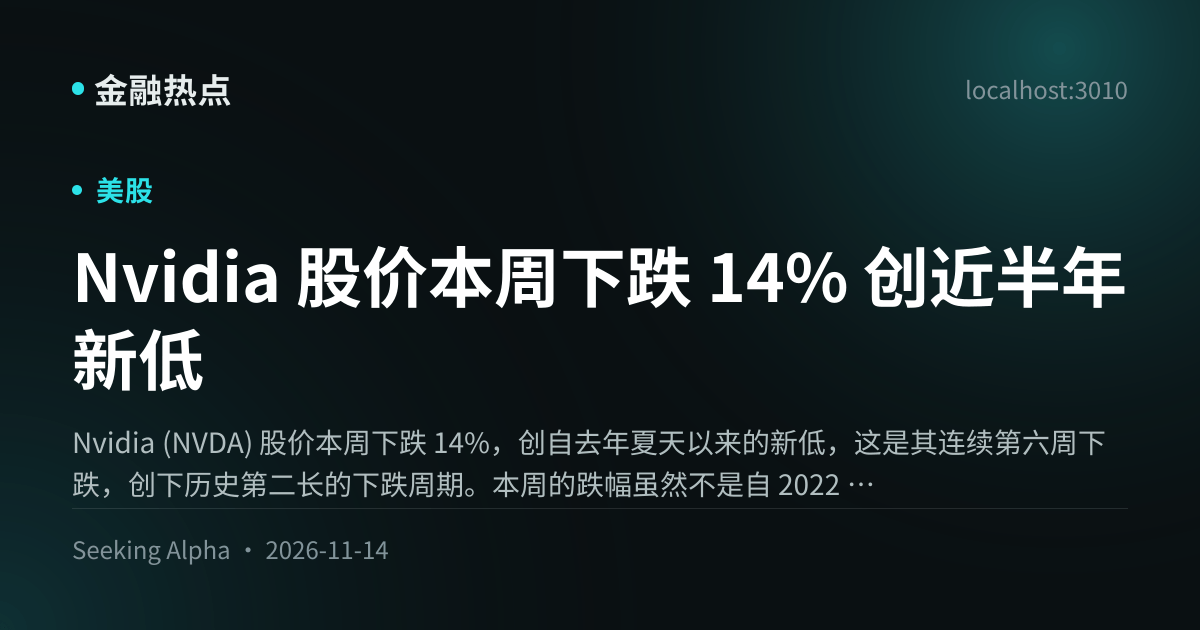 金融热点
localhost:3010
美股
Nvidia 股价本周下跌 14% 创近半年
新低
Nvidia (NVDA) 股价本周下跌 14%，创自去年夏天以来的新低，这是其连续第六周下
跌，创下历史第二长的下跌周期。本周的跌幅虽然不是自 2022 …
Seeking Alpha • 2026-11-14